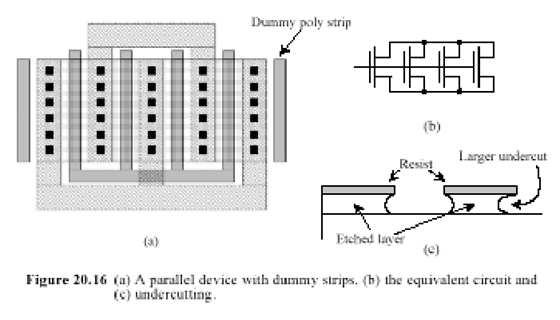 Dummy poly strip
(a)
(b)
Resist
Larger undercut
Etched layer
(c)
Figure 20.16 (a) A parallel device with dummy strips, (b) the equivalent circuit and
(c) undercutting.